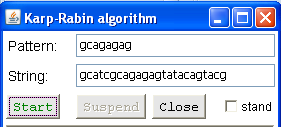 Karp-Rabin algorithm
Pattern: gcagagag
String: gcatcgcagagagtatacagtacg
Start Suspend Close stand